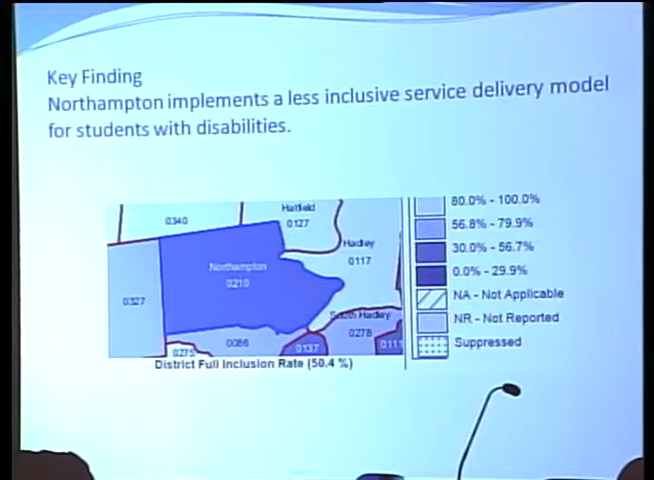 Key Finding
Northampton implements a less inclusive service delivery model
for students with disabilities.
80.0% - 100.0%
56.8% - 79.9%
30.0% - 56.7%
0.0% - 29.9%
NA - Not Applicable
NR - Not Reported
Suppressed
0340
Hatfield
0127
Hadley
0117
Northampton
0210
0327
South Hadley
0278
0086
0275
0137
0111
District Full Inclusion Rate (50.4 %)